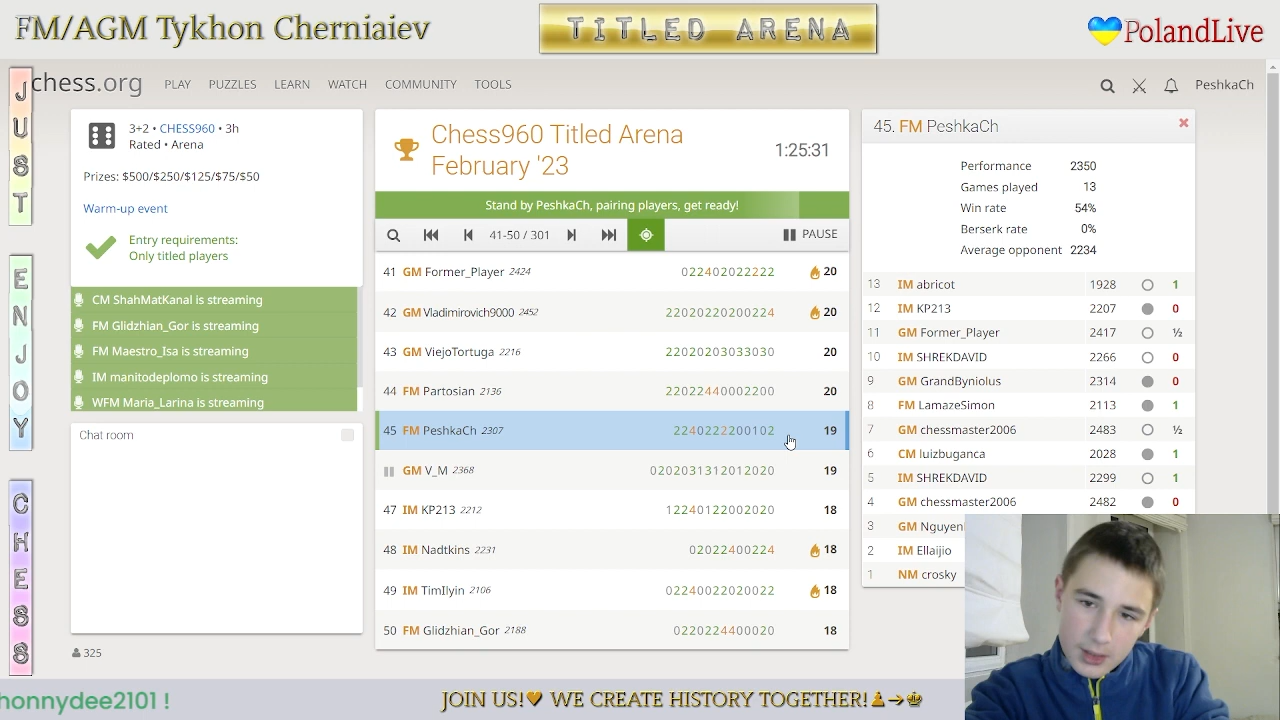 FM/AGM Tykhon Cherniaiev
TITLED ARENA
PolandLive
JUST
ENJOY
CHESS
chess.org
PLAY
PUZZLES
LEARN
WATCH
COMMUNITY
TOOLS
PeshkaCh
3+2 • CHESS960 • 3h
Rated • Arena
Prizes: $500/$250/$125/$75/$50
Warm-up event
Entry requirements:
Only titled players
CM ShahMatKanal is streaming
FM Glidzhian_Gor is streaming
FM Maestro_Isa is streaming
IM manitodeplomo is streaming
WFM Maria_Larina is streaming
Chat room
325
Chess960 Titled Arena
February '23
1:25:31
Stand by PeshkaCh, pairing players, get ready!
41-50 / 301
PAUSE
41 GM Former_Player 2424 022402022222 20
42 GM Vladimirovich9000 2452 22020220200224 20
43 GM ViejoTortuga 2216 22020203033030 20
44 FM Partosian 2136 22022440002200 20
45 FM PeshkaCh 2307 2240222200102 19
GM V_M 2368 0202031312012020 19
47 IM KP213 2212 12240122002020 18
48 IM Nadtkins 2231 02022400224 18
49 IM TimIlyin 2106 02240022020022 18
50 FM Glidzhian_Gor 2188 022022440020 18
45. FM PeshkaCh
Performance 2350
Games played 13
Win rate 54%
Berserk rate 0%
Average opponent 2234
13 IM abricot 1928 1
12 IM KP213 2207 0
11 GM Former_Player 2417 ½
10 IM SHREKDAVID 2266 0
9 GM GrandByniolus 2314 0
8 FM LamazeSimon 2113 1
7 GM chessmaster2006 2483 ½
6 CM luizbuganca 2028 1
5 IM SHREKDAVID 2299 1
4 GM chessmaster2006 2482 0
3 GM Nguyen
2 IM Ellaijio
1 NM crosky
honnydee2101 !
JOIN US!🧡 WE CREATE HISTORY TOGETHER!♟→♚